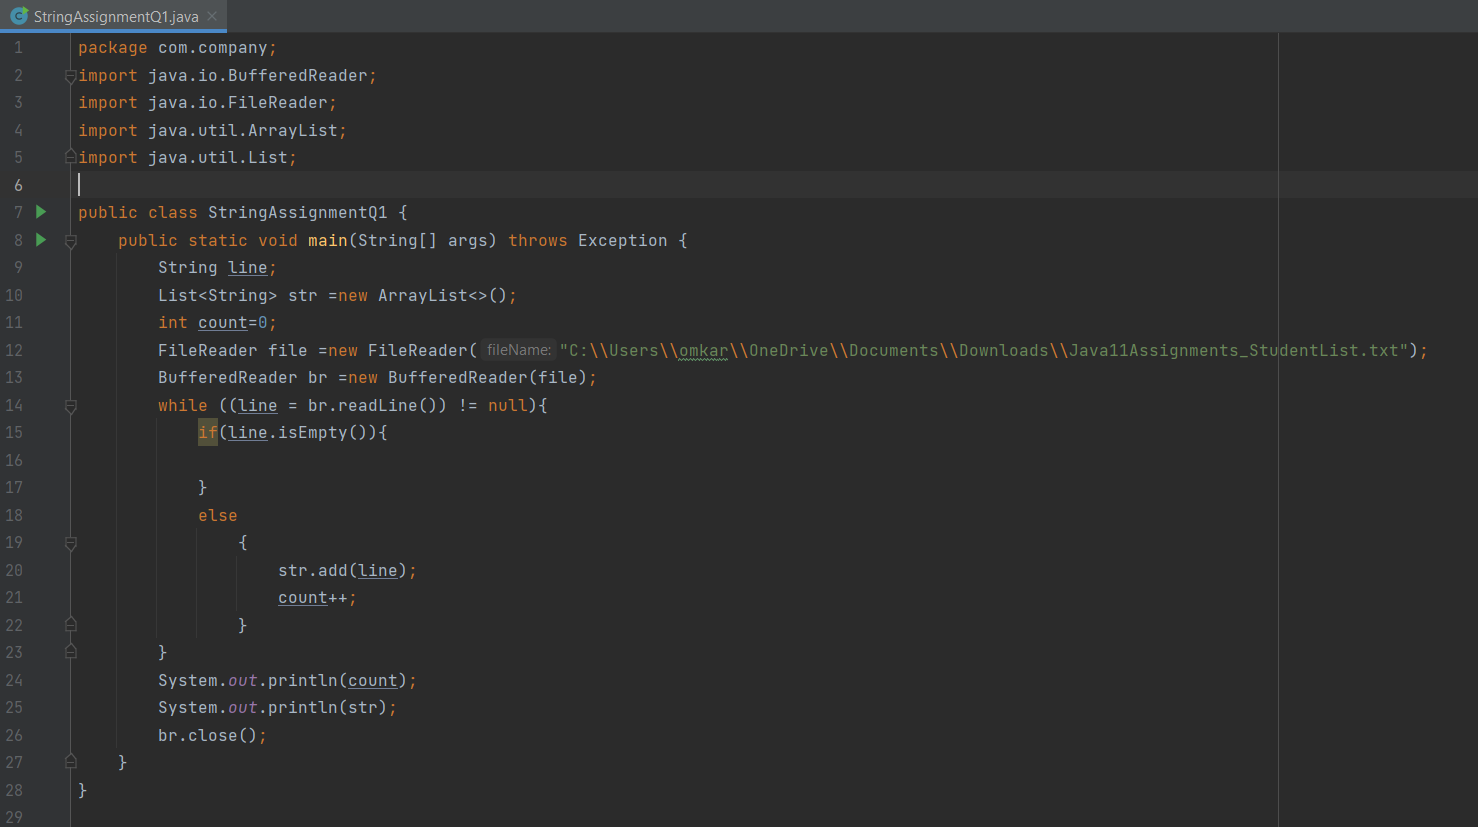 StringAssignmentQ1.java
1 package com.company;
2 import java.io.BufferedReader;
3 import java.io.FileReader;
4 import java.util.ArrayList;
5 import java.util.List;
6
7 public class StringAssignmentQ1 {
8 public static void main(String[] args) throws Exception {
9 String line;
10 List<String> str =new ArrayList<>();
11 int count=0;
12 FileReader file =new FileReader( fileName: "C:\\Users\\omkar\\OneDrive\\Documents\\Downloads\\Java11Assignments_StudentList.txt");
13 BufferedReader br =new BufferedReader(file);
14 while ((line = br.readLine()) != null){
15 if(line.isEmpty()){
16
17 }
18 else
19 {
20 str.add(line);
21 count++;
22 }
23 }
24 System.out.println(count);
25 System.out.println(str);
26 br.close();
27 }
28 }
29